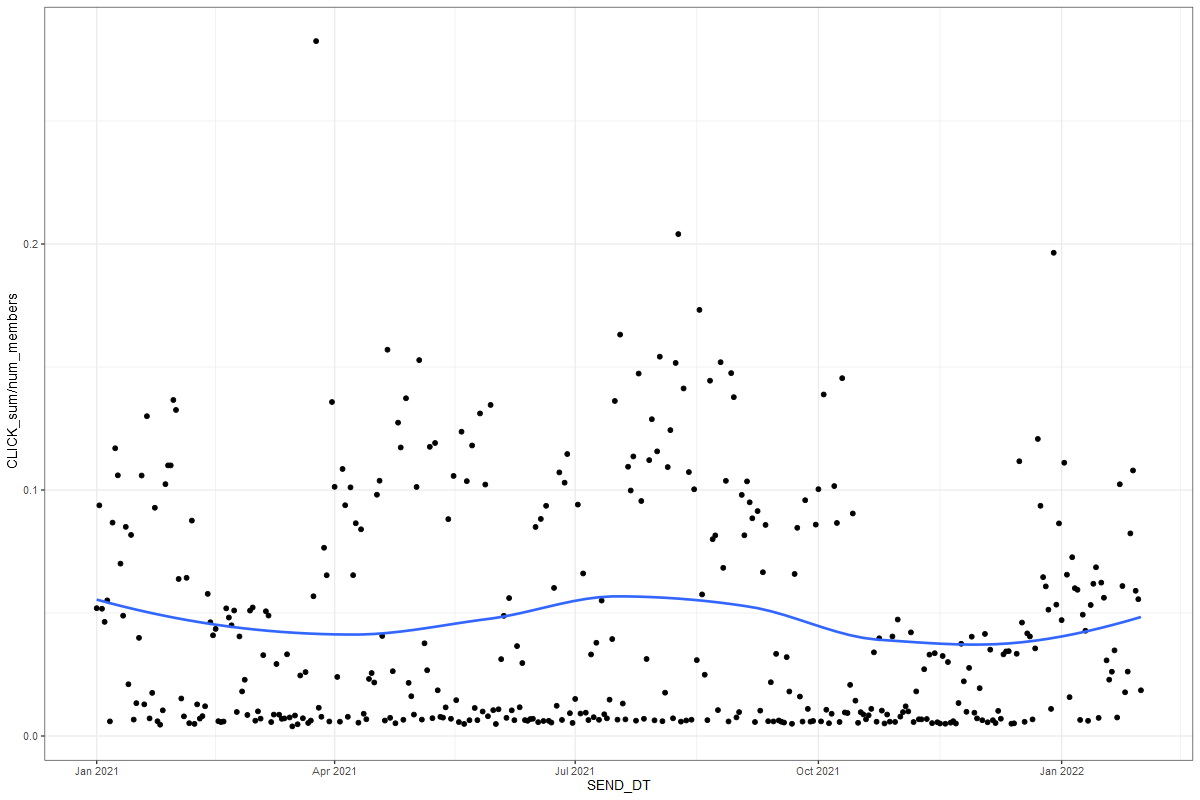 CLICK_sum/num_members
0.2
0.1
0.0
Jan 2021
Apr 2021
Jul 2021
Oct 2021
Jan 2022
SEND_DT